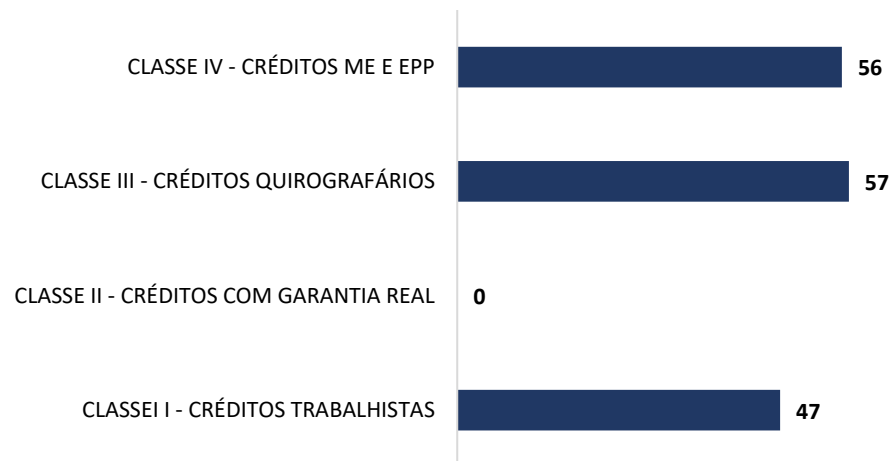 CLASSE IV - CRÉDITOS ME E EPP 56
CLASSE III - CRÉDITOS QUIROGRAFÁRIOS 57
CLASSE II - CRÉDITOS COM GARANTIA REAL 0
CLASSEI I - CRÉDITOS TRABALHISTAS 47